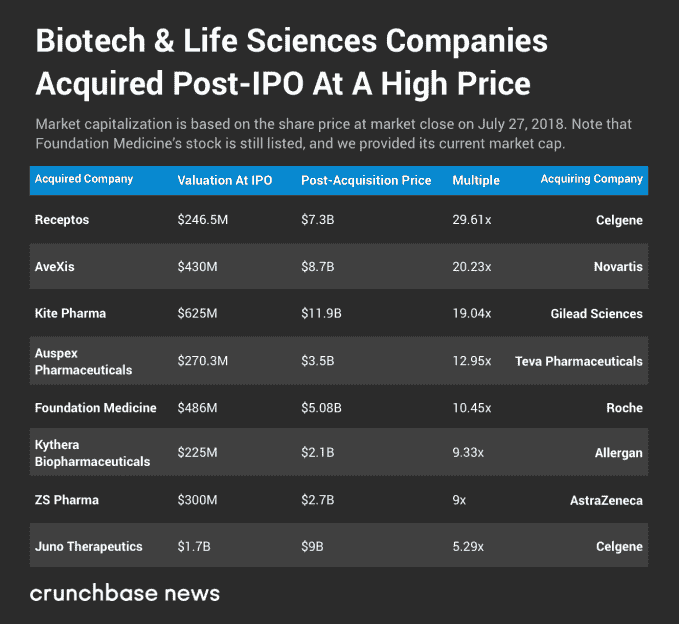 Biotech & Life Sciences Companies
Acquired Post-IPO At A High Price
Market capitalization is based on the share price at market close on July 27, 2018. Note that
Foundation Medicine's stock is still listed, and we provided its current market cap.
Acquired Company Valuation At IPO Post-Acquisition Price Multiple Acquiring Company
Receptos $246.5M $7.3B 29.61x Celgene
AveXis $430M $8.7B 20.23x Novartis
Kite Pharma $625M $11.9B 19.04x Gilead Sciences
Auspex
Pharmaceuticals $270.3M $3.5B 12.95x Teva Pharmaceuticals
Foundation Medicine $486M $5.08B 10.45x Roche
Kythera
Biopharmaceuticals $225M $2.1B 9.33x Allergan
ZS Pharma $300M $2.7B 9x AstraZeneca
Juno Therapeutics $1.7B $9B 5.29x Celgene
crunchbase news